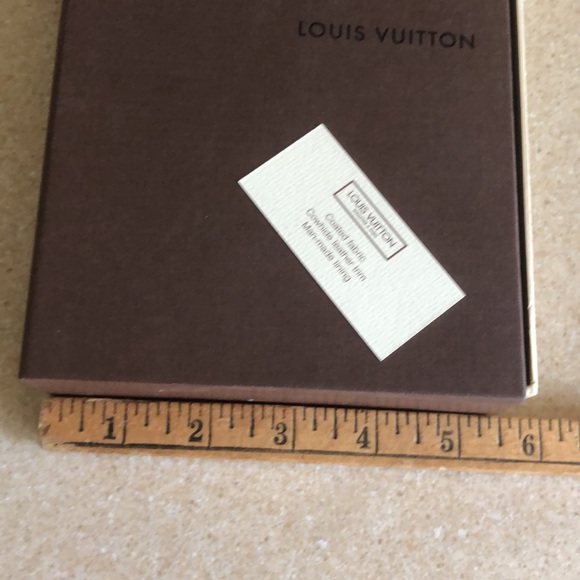 LOUIS VUITTON
LOUIS VUITTON
Coated fabric
Cowhide leather trim
Man-made lining
1 2 3 4 5 6